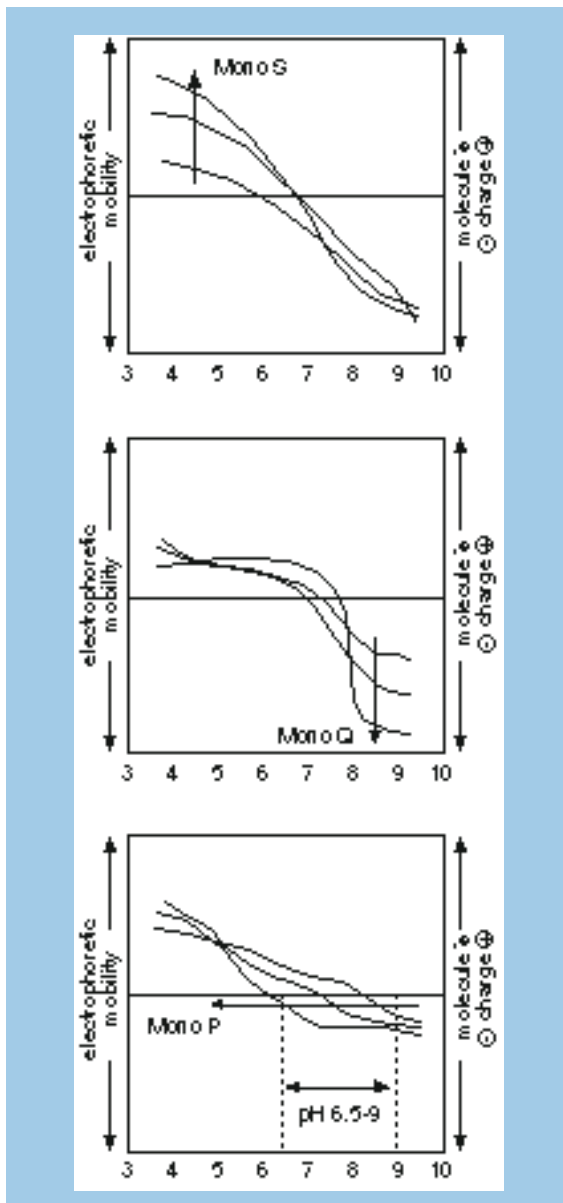 Mono S
electrophoretic
mobility
molecule's
⊖ charge ⊕
3 4 5 6 7 8 9 10
electrophoretic
mobility
molecule's
⊖ charge ⊕
Mono Q
3 4 5 6 7 8 9 10
electrophoretic
mobility
molecule's
⊖ charge ⊕
Mono P
pH 6.5-9
3 4 5 6 7 8 9 10